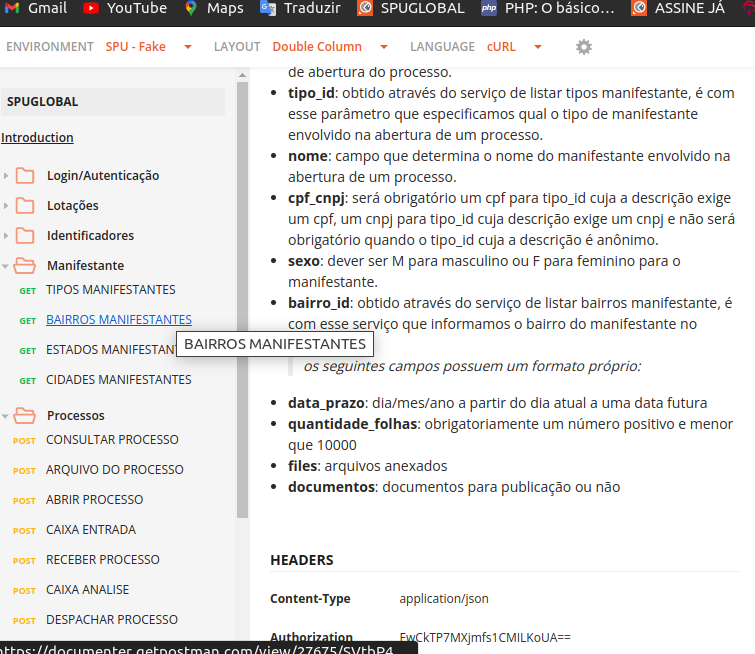 Gmail YouTube Maps Traduzir SPUGLOBAL php PHP: O básico... ASSINE JÁ
ENVIRONMENT SPU - Fake LAYOUT Double Column LANGUAGE cURL
SPUGLOBAL
Introduction
Login/Autenticação
Lotações
Identificadores
Manifestante
GET TIPOS MANIFESTANTES
GET BAIRROS MANIFESTANTES
BAIRROS MANIFESTANTES
GET ESTADOS MANIFESTANT
GET CIDADES MANIFESTANTES
Processos
POST CONSULTAR PROCESSO
POST ARQUIVO DO PROCESSO
POST ABRIR PROCESSO
POST CAIXA ENTRADA
POST RECEBER PROCESSO
POST CAIXA ANALISE
POST DESPACHAR PROCESSO
https://documenter.getpostman.com/view/27675/SVtbP4
de abertura do processo.
• tipo_id: obtido através do serviço de listar tipos manifestante, é com
esse parâmetro que especificamos qual o tipo de manifestante
envolvido na abertura de um processo.
• nome: campo que determina o nome do manifestante envolvido na
abertura de um processo.
• cpf_cnpj: será obrigatório um cpf para tipo_id cuja a descrição exige
um cpf, um cnpj para tipo_id cuja descrição exige um cnpj e não será
obrigatório quando o tipo_id cuja a descrição é anônimo.
• sexo: dever ser M para masculino ou F para feminino para o
manifestante.
• bairro_id: obtido através do serviço de listar bairros manifestante, é
com esse serviço que informamos o bairro do manifestante no
os seguintes campos possuem um formato próprio:
• data_prazo: dia/mes/ano a partir do dia atual a uma data futura
• quantidade_folhas: obrigatoriamente um número positivo e menor
que 10000
• files: arquivos anexados
• documentos: documentos para publicação ou não
HEADERS
Content-Type application/json
Authorization EwCkTP7MXjmfs1CMILKoUA==